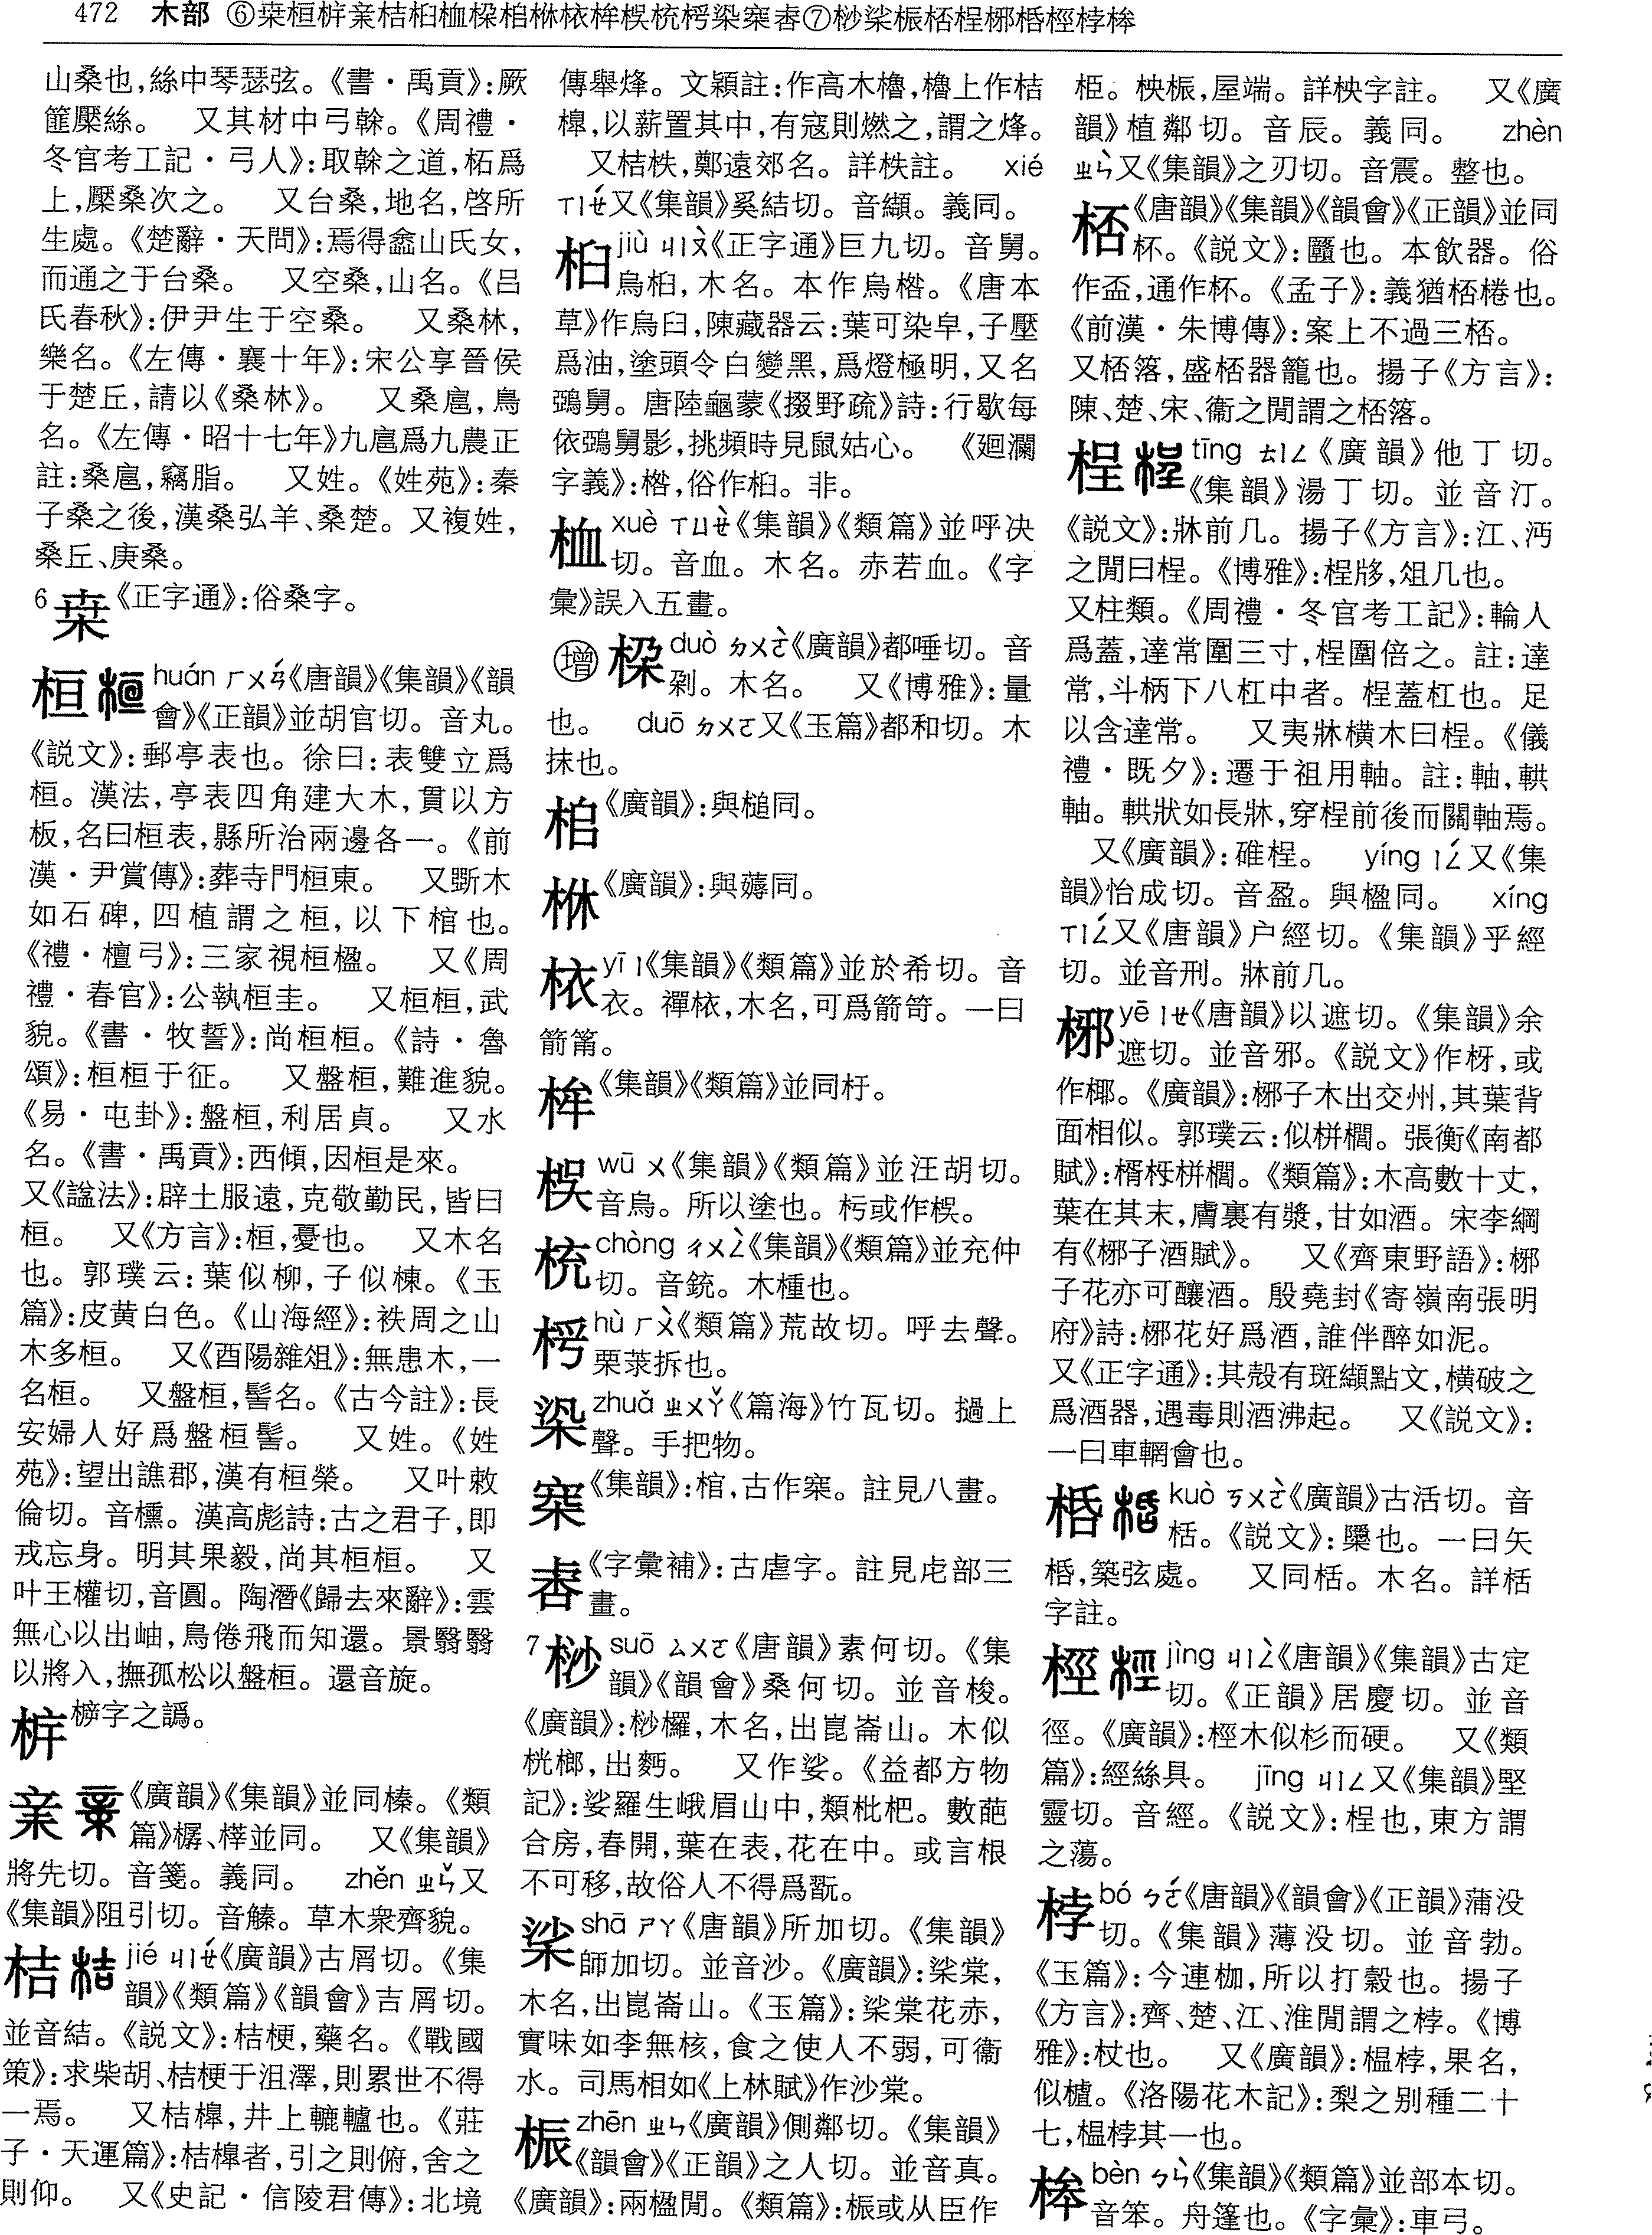 472 木部 ⑥桒桓栟亲桔桕桖桗桘㭒𣑱桙𣑿㧤𣑎𣑁𣑬𣑭⑦桫桬桭桮桯梛桰桱桲㮺
山桑也,絲中琴瑟弦。《書・禹貢》:厥
篚檿絲。 又其材中弓榦。《周禮・
冬官考工記・弓人》:取榦之道,柘爲
上,檿桑次之。 又台桑,地名,啓所
生處。《楚辭・天問》:焉得嵞山氏女,
而通之于台桑。 又空桑,山名。《呂
氏春秋》:伊尹生于空桑。 又桑林,
樂名。《左傳・襄十年》:宋公享晉侯
于楚丘,請以《桑林》。 又桑扈,鳥
名。《左傳・昭十七年》九扈爲九農正
註:桑扈,竊脂。 又姓。《姓苑》:秦
子桑之後,漢桑弘羊、桑楚。又複姓,
桑丘、庚桑。
6 桒《正字通》:俗桑字。
桓 huán ㄏㄨㄢˊ《唐韻》《集韻》《韻
會》《正韻》並胡官切。音丸。
《説文》:郵亭表也。徐曰:表雙立爲
桓。漢法,亭表四角建大木,貫以方
板,名曰桓表,縣所治兩邊各一。《前
漢・尹賞傳》:葬寺門桓東。 又斲木
如石碑,四植謂之桓,以下棺也。
《禮・檀弓》:三家視桓楹。 又《周
禮・春官》:公執桓圭。 又桓桓,武
貌。《書・牧誓》:尚桓桓。《詩・魯
頌》:桓桓于征。 又盤桓,難進貌。
《易・屯卦》:盤桓,利居貞。 又水
名。《書・禹貢》:西傾,因桓是來。
又《諡法》:辟土服遠,克敬勤民,皆曰
桓。 又《方言》:桓,憂也。 又木名
也。郭璞云:葉似柳,子似楝。《玉
篇》:皮黄白色。《山海經》:袟周之山
木多桓。 又《酉陽雜俎》:無患木,一
名桓。 又盤桓,髻名。《古今註》:長
安婦人好爲盤桓髻。 又姓。《姓
苑》:望出譙郡,漢有桓榮。 又叶敕
倫切。音櫄。漢高彪詩:古之君子,即
戎忘身。明其果毅,尚其桓桓。 又
叶王權切,音圓。陶潛《歸去來辭》:雲
無心以出岫,鳥倦飛而知還。景翳翳
以將入,撫孤松以盤桓。還音旋。
栟 㮳字之譌。
亲《廣韻》《集韻》並同榛。《類
篇》樼、榟並同。 又《集韻》
將先切。音箋。義同。 zhěn ㄓㄣˇ又
《集韻》阻引切。音䑔。草木衆齊貌。
桔 jié ㄐㄧㄝˊ《廣韻》古屑切。《集
韻》《類篇》《韻會》吉屑切。
並音結。《説文》:桔梗,藥名。《戰國
策》:求柴胡、桔梗于沮澤,則累世不得
一焉。 又桔槔,井上轆轤也。《莊
子・天運篇》:桔槔者,引之則俯,舍之
則仰。 又《史記・信陵君傳》:北境
傳舉烽。文穎註:作高木櫓,櫓上作桔
槔,以薪置其中,有寇則燃之,謂之烽。
又桔柣,鄭遠郊名。詳柣註。 xié
ㄒㄧㄝˊ又《集韻》奚結切。音纈。義同。
桕 jiù ㄐㄧㄡˋ《正字通》巨九切。音舅。
烏桕,木名。本作烏㮇。《唐本
草》作烏臼,陳藏器云:葉可染皁,子壓
爲油,塗頭令白變黑,爲燈極明,又名
鵶舅。唐陸龜蒙《掇野疏》詩:行歇每
依鵶舅影,挑頻時見鼠姑心。 《廻瀾
字義》:㮇,俗作桕。非。
桖 xuè ㄒㄩㄝˋ《集韻》《類篇》並呼決
切。音血。木名。赤若血。《字
彙》誤入五畫。
增 桗 duò ㄉㄨㄛˋ《廣韻》都唾切。音
剁。木名。 又《博雅》:量
也。 duō ㄉㄨㄛ又《玉篇》都和切。木
抹也。
桘《廣韻》:與槌同。
㭒《廣韻》:與薅同。
𣑱 yī ㄧ《集韻》《類篇》並於希切。音
衣。禪𣑱,木名,可爲箭笴。一曰
箭筩。
桙《集韻》《類篇》並同杅。
𣑿 wū ㄨ《集韻》《類篇》並汪胡切。
音烏。所以塗也。杇或作𣑿。
㧤 chòng ㄔㄨㄥˋ《集韻》《類篇》並充仲
切。音銃。木㮔也。
hù ㄏㄨˋ《類篇》荒故切。呼去聲。
栗莍拆也。
zhuǎ ㄓㄨㄚˇ《篇海》竹瓦切。撾上
聲。手把物。
《集韻》:棺,古作𣑬。註見八畫。
《字彙補》:古虐字。註見虍部三
畫。
7 桫 suō ㄙㄨㄛ《唐韻》素何切。《集
韻》《韻會》桑何切。並音梭。
《廣韻》:桫欏,木名,出崑崙山。木似
桄榔,出麪。 又作娑。《益都方物
記》:娑羅生峨眉山中,類枇杷。數葩
合房,春開,葉在表,花在中。或言根
不可移,故俗人不得爲翫。
桬 shā ㄕㄚ《唐韻》所加切。《集韻》
師加切。並音沙。《廣韻》:桬棠,
木名,出崑崙山。《玉篇》:桬棠花赤,
實味如李無核,食之使人不弱,可衞
水。司馬相如《上林賦》作沙棠。
桭 zhēn ㄓㄣ《廣韻》側鄰切。《集韻》
《韻會》《正韻》之人切。並音真。
《廣韻》:兩楹閒。《類篇》:桭或从臣作
㭔。柍桭,屋端。詳柍字註。 又《廣
韻》植鄰切。音辰。義同。 zhèn
ㄓㄣˋ又《集韻》之刃切。音震。整也。
桮《唐韻》《集韻》《韻會》《正韻》並同
杯。《説文》:𠥩也。本飲器。俗
作盃,通作杯。《孟子》:義猶桮棬也。
《前漢・朱博傳》:案上不過三桮。
又桮落,盛桮器籠也。揚子《方言》:
陳、楚、宋、衞之閒謂之桮落。
桯 tīng ㄊㄧㄥ《廣韻》他丁切。
《集韻》湯丁切。並音汀。
《説文》:牀前几。揚子《方言》:江、沔
之閒曰桯。《博雅》:桯㢋,俎几也。
又柱類。《周禮・冬官考工記》:輪人
爲蓋,達常圍三寸,桯圍倍之。註:達
常,斗柄下入杠中者。桯蓋杠也。足
以含達常。 又夷牀横木曰桯。《儀
禮・既夕》:遷于祖用軸。註:軸,輁
軸。輁狀如長牀,穿桯前後而關軸焉。
又《廣韻》:碓桯。 yíng ㄧㄥˊ又《集
韻》怡成切。音盈。與楹同。 xíng
ㄒㄧㄥˊ又《唐韻》户經切。《集韻》乎經
切。並音刑。牀前几。
梛 yē ㄧㄝ《唐韻》以遮切。《集韻》余
遮切。並音邪。《説文》作枒,或
作椰。《廣韻》:梛子木出交州,其葉背
面相似。郭璞云:似栟櫚。張衡《南都
賦》:楈枒栟櫚。《類篇》:木高數十丈,
葉在其末,膚裏有漿,甘如酒。宋李綱
有《梛子酒賦》。 又《齊東野語》:梛
子花亦可釀酒。殷堯封《寄嶺南張明
府》詩:梛花好爲酒,誰伴醉如泥。
又《正字通》:其殻有斑纈點文,横破之
爲酒器,遇毒則酒沸起。 又《説文》:
一曰車輞會也。
桰 kuò ㄎㄨㄛˋ《廣韻》古活切。音
栝。《説文》:檃也。一曰矢
桰,築弦處。 又同栝。木名。詳栝
字註。
桱 jìng ㄐㄧㄥˋ《唐韻》《集韻》古定
切。《正韻》居慶切。並音
徑。《廣韻》:桱木似杉而硬。 又《類
篇》:經絲具。 jīng ㄐㄧㄥ又《集韻》堅
靈切。音經。《説文》:桯也,東方謂
之蕩。
桲 bó ㄅㄛˊ《唐韻》《韻會》《正韻》蒲没
切。《集韻》薄没切。並音勃。
《玉篇》:今連枷,所以打穀也。揚子
《方言》:齊、楚、江、淮閒謂之桲。《博
雅》:杖也。 又《廣韻》:榅桲,果名,
似樝。《洛陽花木記》:梨之别種二十
七,榅桲其一也。
㮺 bèn ㄅㄣˋ《集韻》《類篇》並部本切。
音笨。舟篷也。《字彙》:車弓。